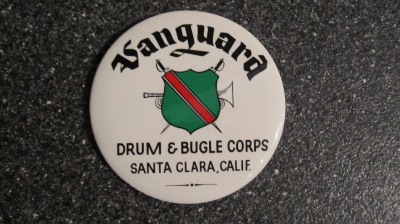 Vanguard
DRUM & BUGLE CORPS
SANTA CLARA, CALIF.